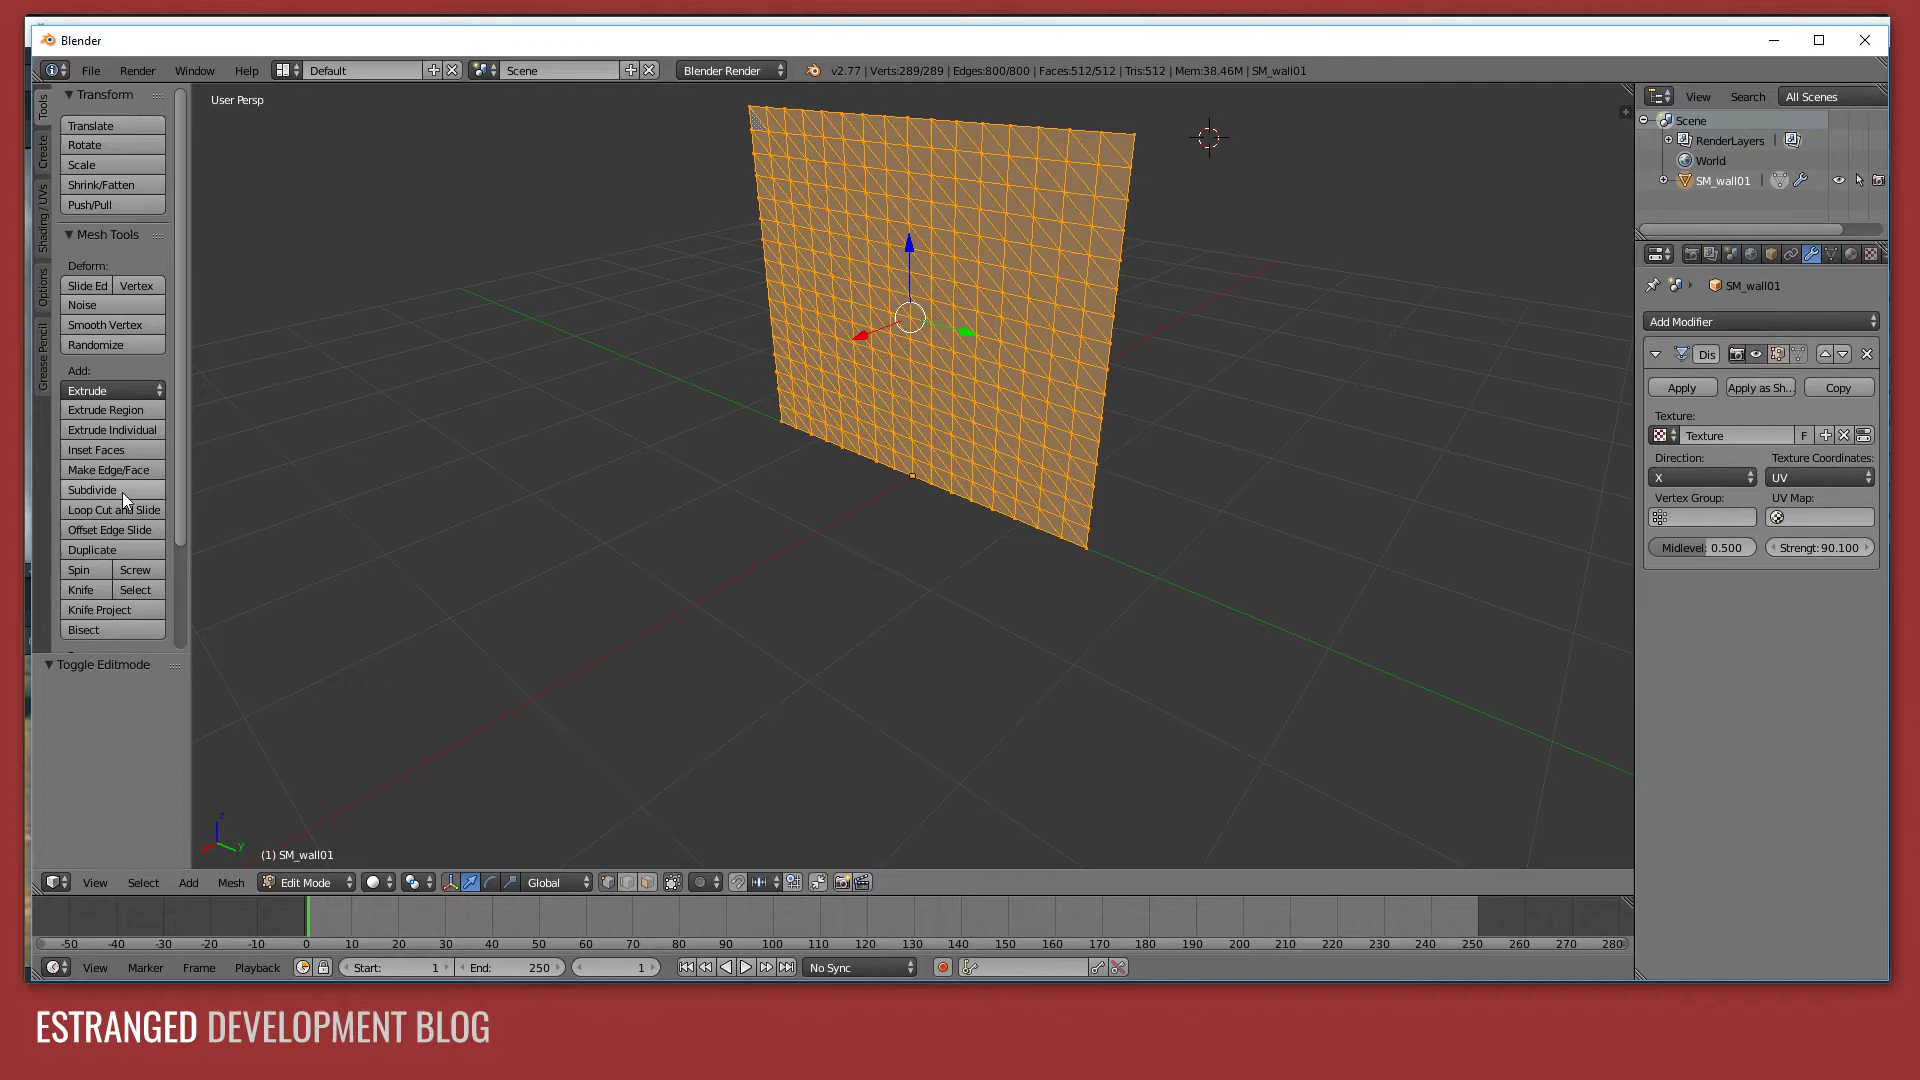 Blender
File Render Window Help Default Scene Blender Render v2.77 | Verts:289/289 | Edges:800/800 | Faces:512/512 | Tris:512 | Mem:38.46M | SM_wall01
Tools
Create
Shading / UVs
Options
Grease Pencil
Transform
Translate
Rotate
Scale
Shrink/Fatten
Push/Pull
Mesh Tools
Deform:
Slide Ed Vertex
Noise
Smooth Vertex
Randomize
Add:
Extrude
Extrude Region
Extrude Individual
Inset Faces
Make Edge/Face
Subdivide
Loop Cut and Slide
Offset Edge Slide
Duplicate
Spin Screw
Knife Select
Knife Project
Bisect
Toggle Editmode
User Persp
z
y
(1) SM_wall01
View Search All Scenes
Scene
RenderLayers
World
SM_wall01
SM_wall01
Add Modifier
Dis
Apply Apply as Sh... Copy
Texture:
Texture F
Direction: Texture Coordinates:
X UV
Vertex Group: UV Map:
Midlevel: 0.500 Strengt: 90.100
View Select Add Mesh Edit Mode Global
-50 -40 -30 -20 -10 0 10 20 30 40 50 60 70 80 90 100 110 120 130 140 150 160 170 180 190 200 210 220 230 240 250 260 270 280
View Marker Frame Playback Start: 1 End: 250 1 No Sync
ESTRANGED DEVELOPMENT BLOG